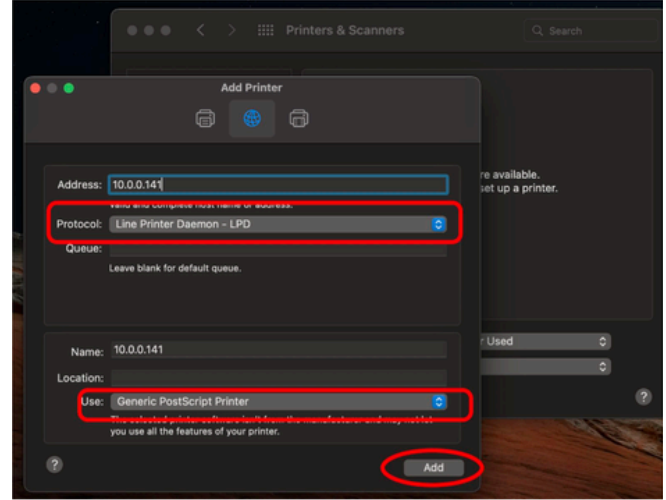 Printers & Scanners
Search
Add Printer
re available.
set up a printer.
Address: 10.0.0.141
valid and complete host name or address.
Protocol: Line Printer Daemon - LPD
Queue:
Leave blank for default queue.
r Used
Name: 10.0.0.141
Location:
Use: Generic PostScript Printer
The selected printer software isn't from the manufacturer and may not let
you use all the features of your printer.
?
?
Add